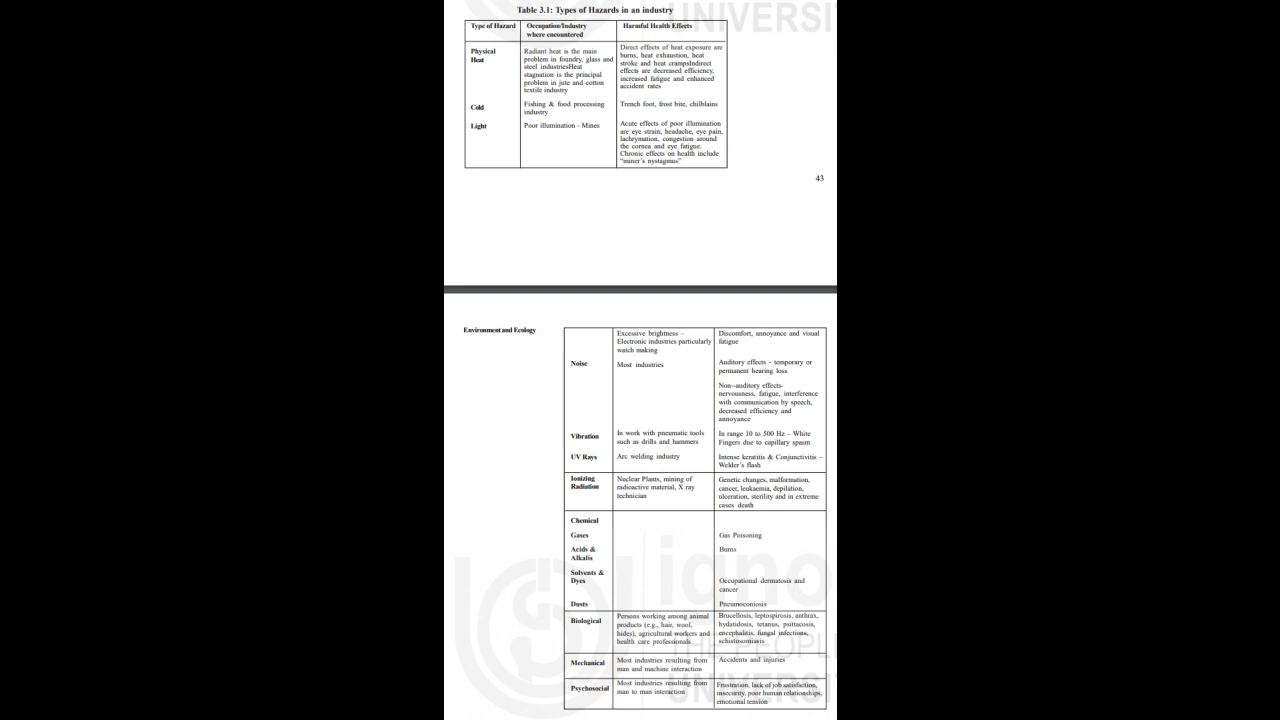 Table 3.1: Types of Hazards in an industry
UNIVERSI
Type of Hazard
Occupation/Industry
where encountered
Harmful Health Effects
Physical
Heat
Radiant heat is the main
problem in foundry, glass and
steel industriesHeat
stagnation is the principal
problem in jute and cotton
textile industry
Direct effects of heat exposure are
burns, heat exhaustion, heat
stroke and heat crampsIndirect
effects are decreased efficiency,
increased fatigue and enhanced
accident rates
Cold
Fishing & food processing
industry
Trench foot, frost bite, chilblains
Light
Poor illumination - Mines
Acute effects of poor illumination
are eye strain, headache, eye pain,
lachrymation, congestion around
the cornea and eye fatigue.
Chronic effects on health include
“miner’s nystagmus”
43
Environment and Ecology
Excessive brightness –
Electronic industries particularly
watch making
Discomfort, annoyance and visual
fatigue
Noise
Most industries
Auditory effects - temporary or
permanent hearing loss
Non--auditory effects-
nervousness, fatigue, interference
with communication by speech,
decreased efficiency and
annoyance
Vibration
In work with pneumatic tools
such as drills and hammers
In range 10 to 500 Hz – White
Fingers due to capillary spasm
UV Rays
Arc welding industry
Intense keratitis & Conjunctivitis –
Welder’s flash
Ionizing
Radiation
Nuclear Plants, mining of
radioactive material, X ray
technician
Genetic changes, malformation,
cancer, leukaemia, depilation,
ulceration, sterility and in extreme
cases death
Chemical
Gases
Gas Poisoning
Acids &
Alkalis
Burns
Solvents &
Dyes
Occupational dermatosis and
cancer
Dusts
Pneumoconiosis
Biological
Persons working among animal
products (e.g., hair, wool,
hides), agricultural workers and
health care professionals
Brucellosis, leptospirosis, anthrax,
hydatidosis, tetanus, psittacosis,
encephalitis, fungal infections,
schistosomiasis
Mechanical
Most industries resulting from
man and machine interaction
Accidents and injuries
Psychosocial
Most industries resulting from
man to man interaction
Frustration, lack of job satisfaction,
insecurity, poor human relationships,
emotional tension
igno
THE PEOPL
UNIVERSI